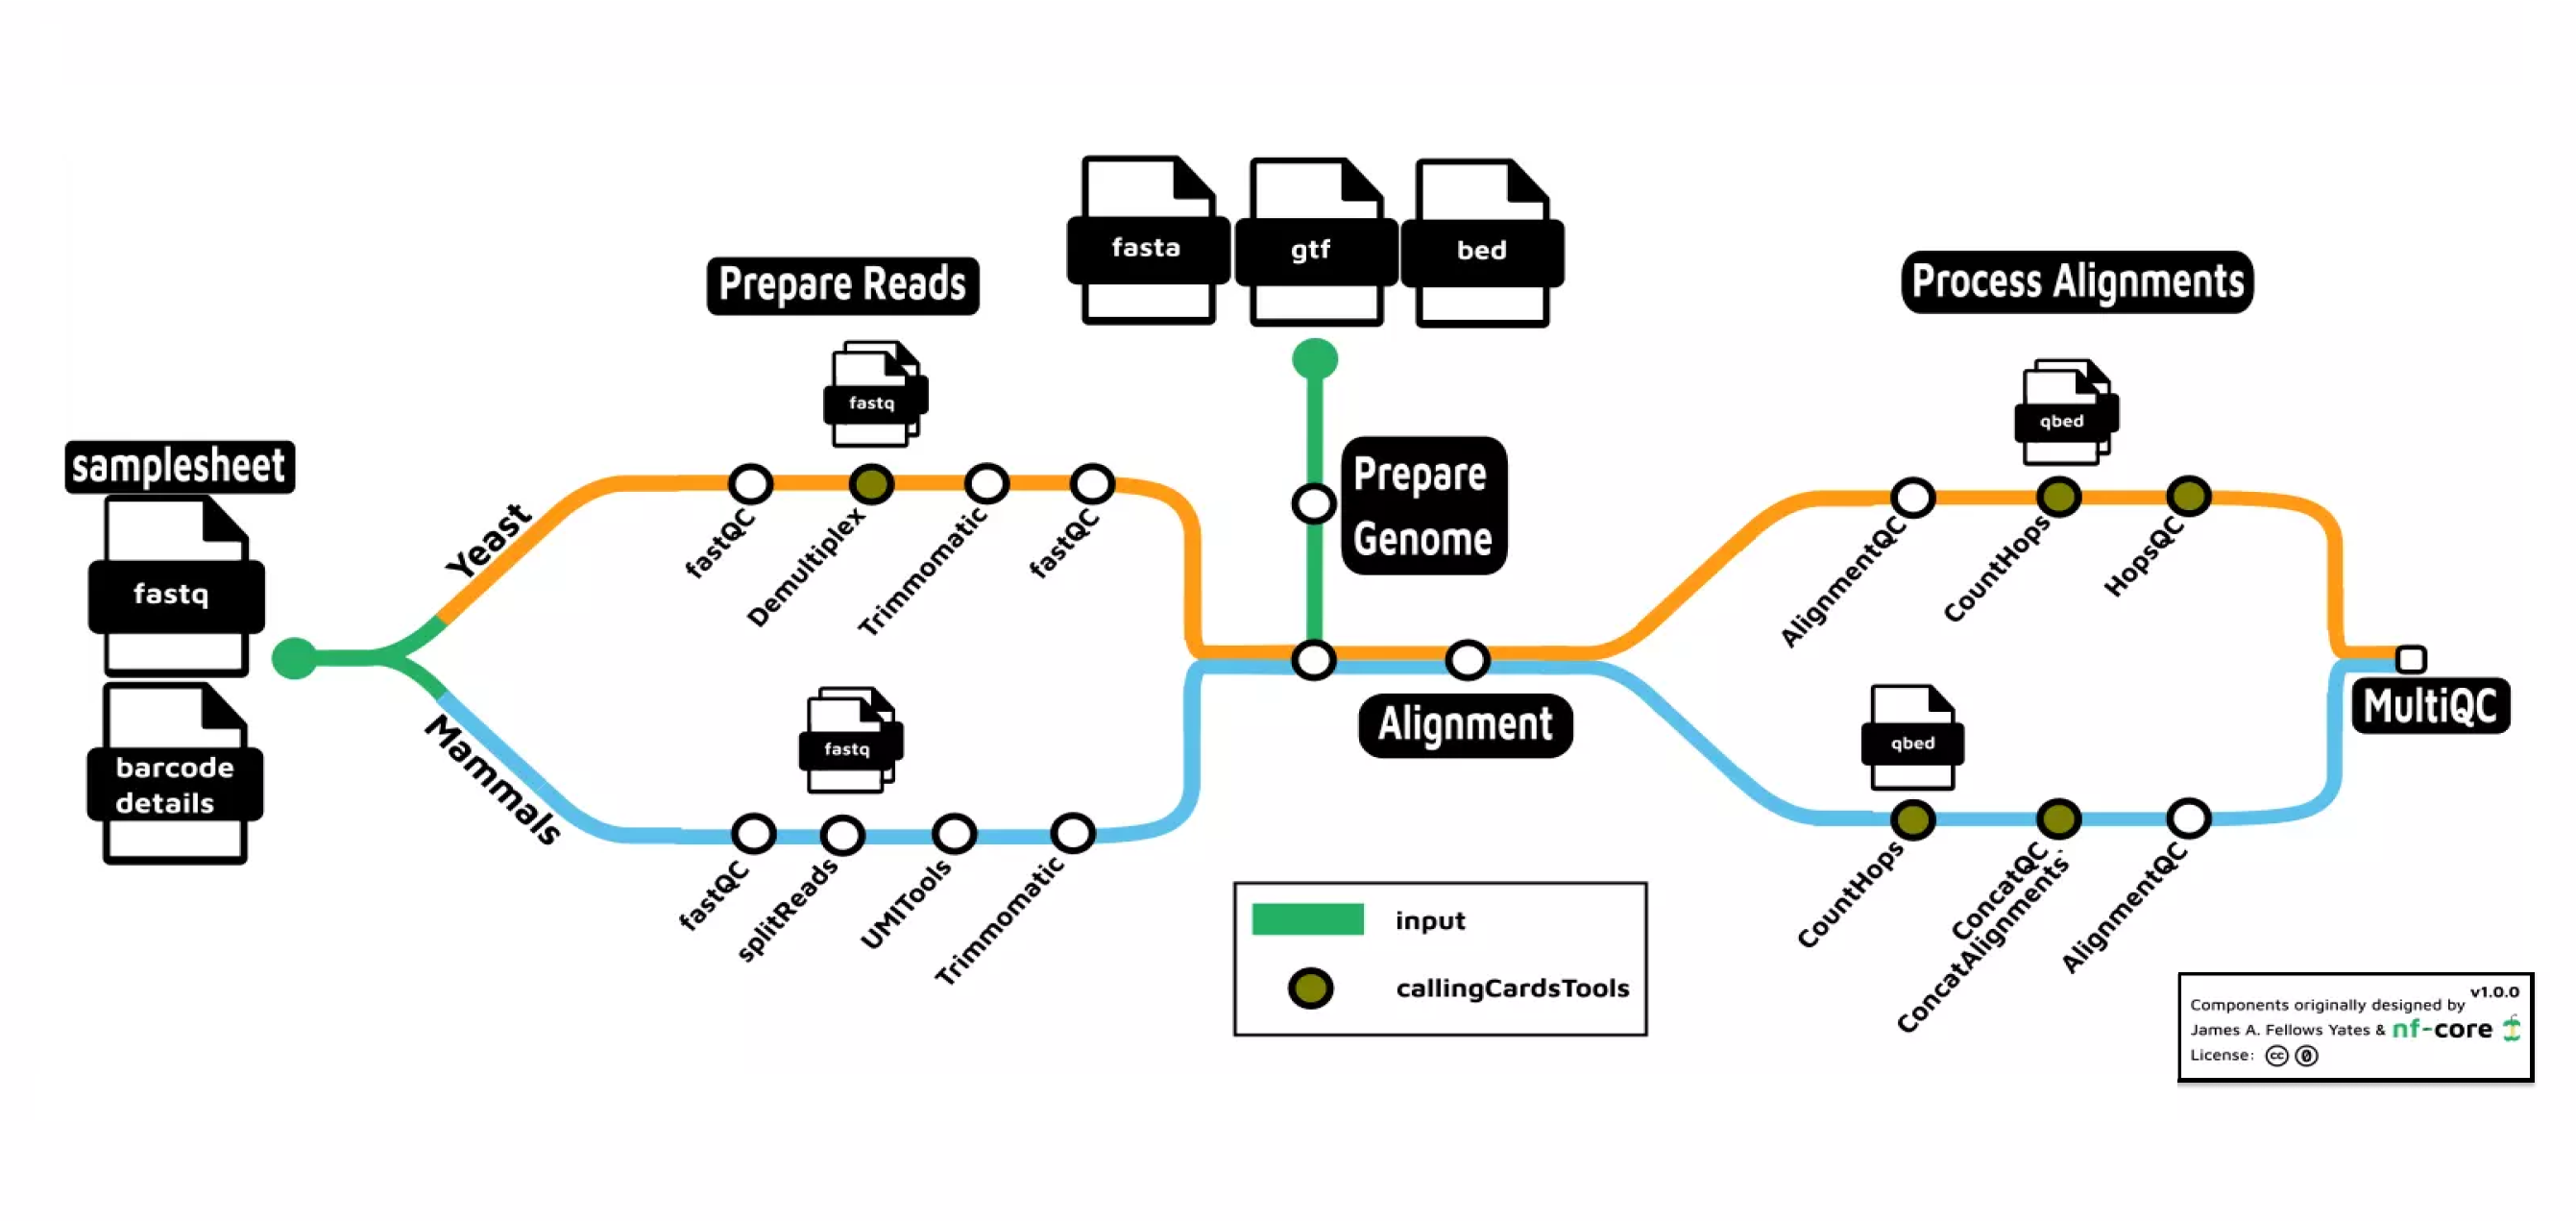 samplesheet
fastq
barcode
details
Yeast
Mammals
Prepare Reads
fastq
fastQC
Demultiplex
Trimmomatic
fastQC
fastq
fastQC
splitReads
UMITools
Trimmomatic
fasta
gtf
bed
Prepare
Genome
Alignment
Process Alignments
qbed
AlignmentQC
CountHops
HopsQC
qbed
CountHops
ConcatQC
ConcatAlignments
AlignmentQC
MultiQC
input
callingCardsTools
v1.0.0
Components originally designed by
James A. Fellows Yates & nf-core
License: cc 0